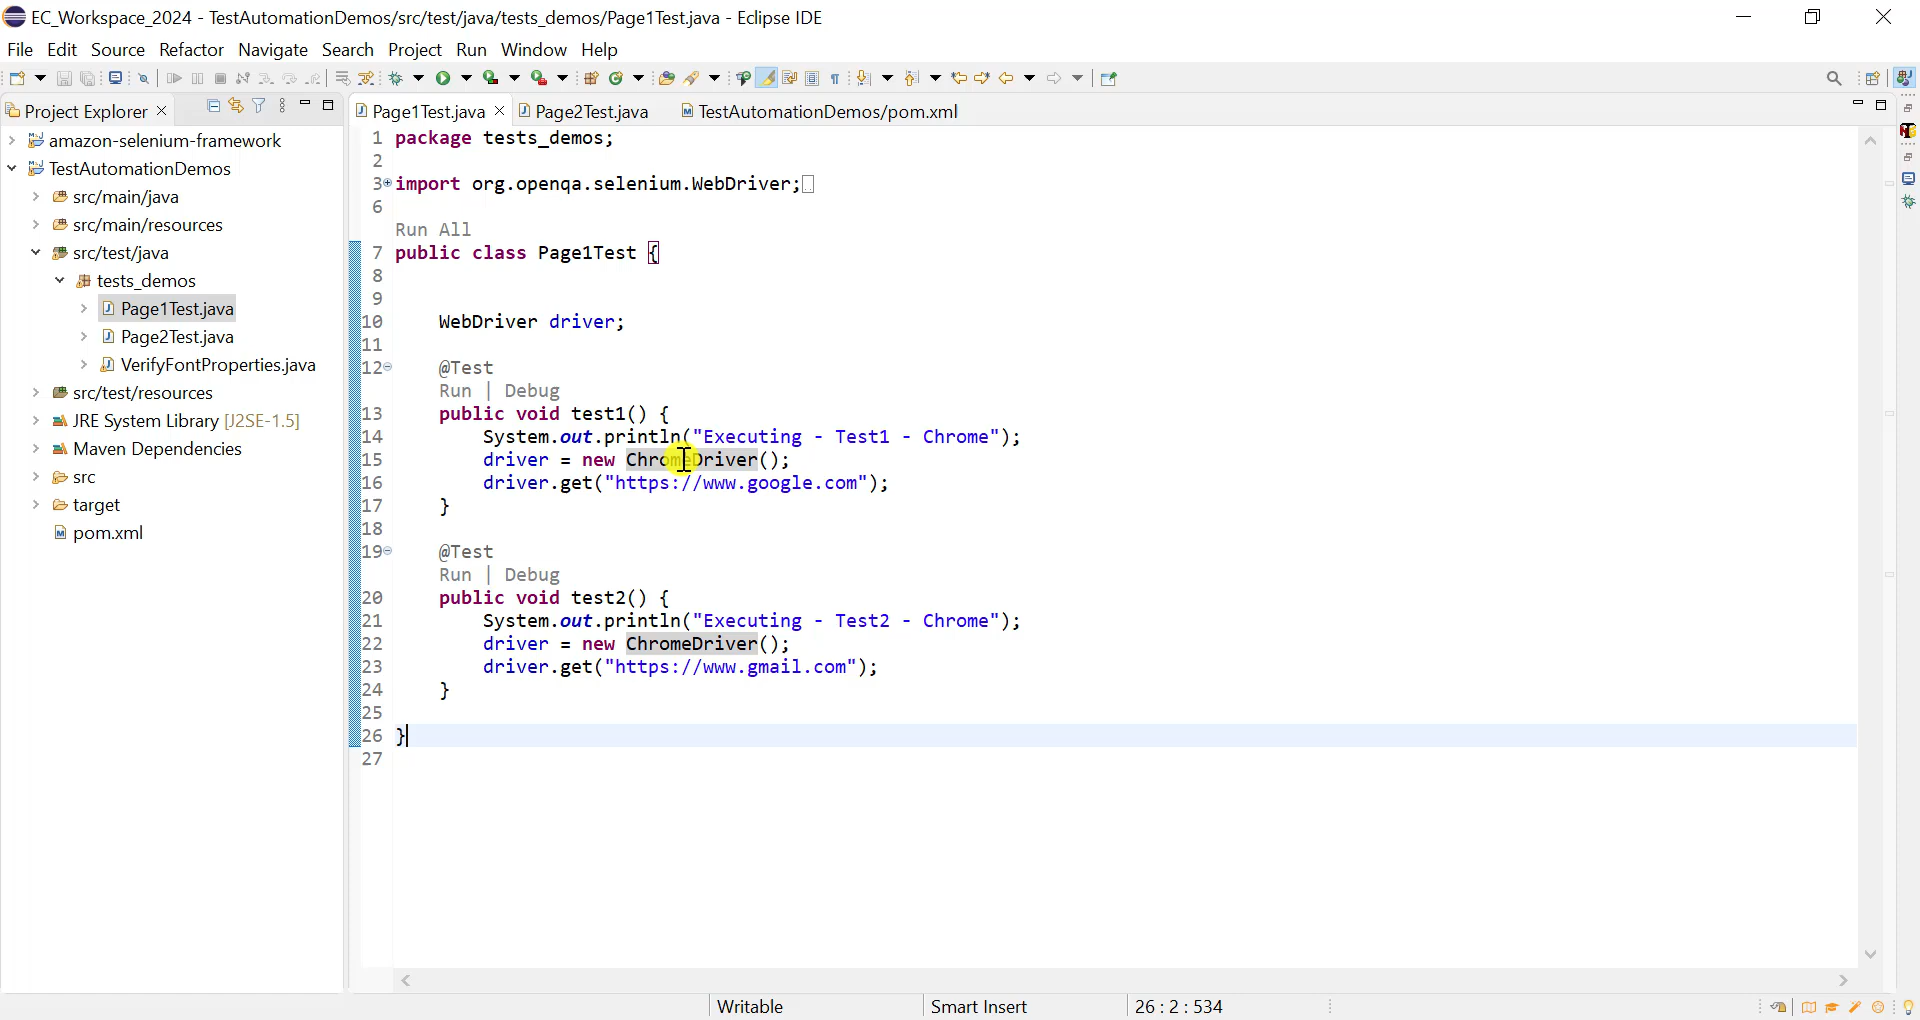 EC_Workspace_2024 - TestAutomationDemos/src/test/java/tests_demos/Page1Test.java - Eclipse IDE
File Edit Source Refactor Navigate Search Project Run Window Help
Project Explorer
amazon-selenium-framework
TestAutomationDemos
src/main/java
src/main/resources
src/test/java
tests_demos
Page1Test.java
Page2Test.java
VerifyFontProperties.java
src/test/resources
JRE System Library [J2SE-1.5]
Maven Dependencies
src
target
pom.xml
Page1Test.java Page2Test.java TestAutomationDemos/pom.xml
1 package tests_demos;
2
3 import org.openqa.selenium.WebDriver;
6
Run All
7 public class Page1Test {
8
9
10 WebDriver driver;
11
12 @Test
Run | Debug
13 public void test1() {
14 System.out.println("Executing - Test1 - Chrome");
15 driver = new ChromeDriver();
16 driver.get("https://www.google.com");
17 }
18
19 @Test
Run | Debug
20 public void test2() {
21 System.out.println("Executing - Test2 - Chrome");
22 driver = new ChromeDriver();
23 driver.get("https://www.gmail.com");
24 }
25
26 }
27
Writable Smart Insert 26 : 2 : 534